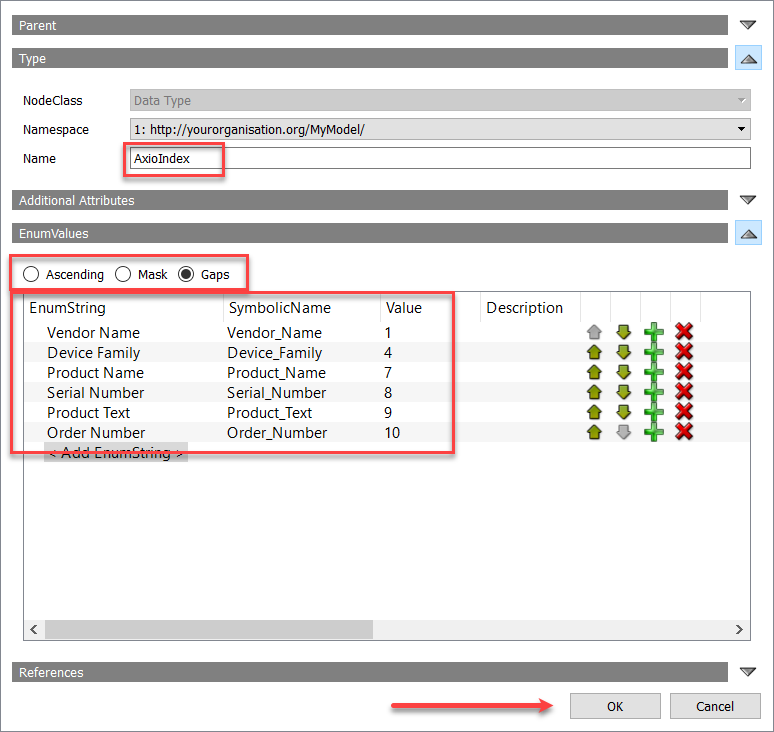 Parent
Type
NodeClass Data Type
Namespace 1: http://yourorganisation.org/MyModel/
Name AxioIndex
Additional Attributes
EnumValues
Ascending Mask Gaps
EnumString SymbolicName Value Description
Vendor Name Vendor_Name 1
Device Family Device_Family 4
Product Name Product_Name 7
Serial Number Serial_Number 8
Product Text Product_Text 9
Order Number Order_Number 10
< Add EnumString >
References
OK Cancel